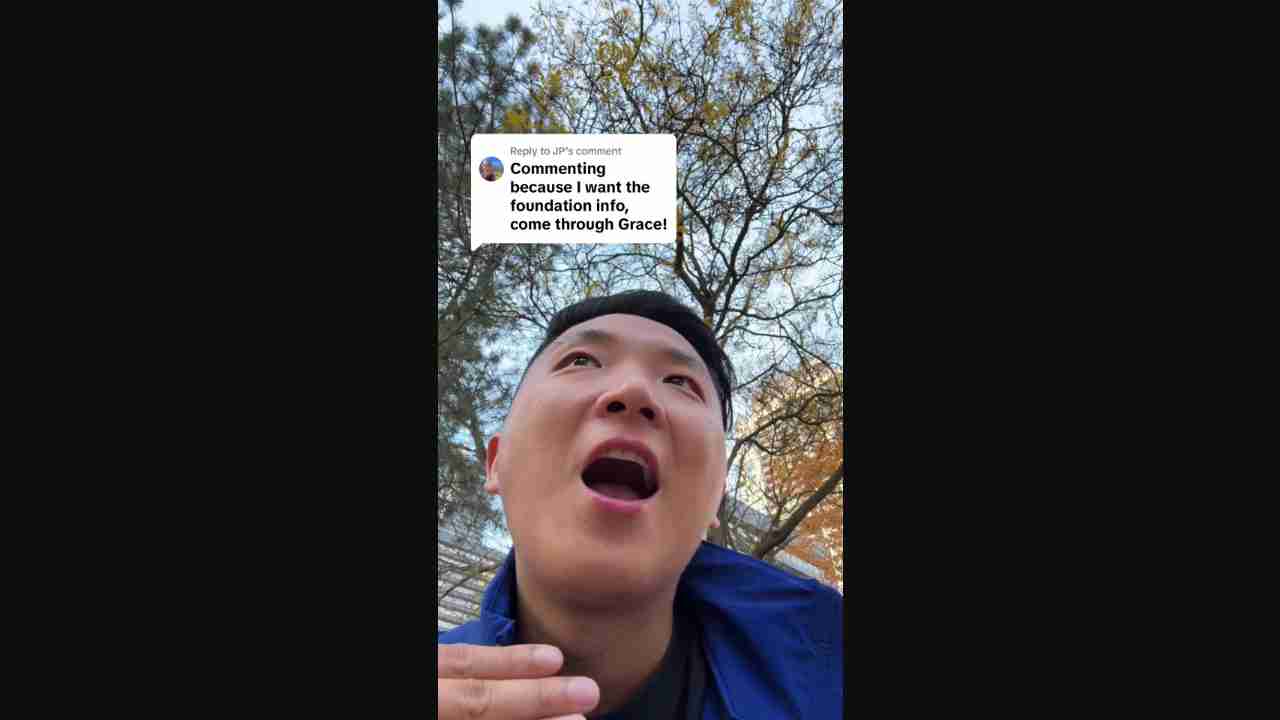 Reply to JP's comment
Commenting
because I want the
foundation info,
come through Grace!